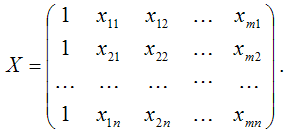 1 x₁₁ x₁₂ … xₘ₁
1 x₂₁ x₂₂ … xₘ₂
X = … … … … … .
1 x₁ₙ x₂ₙ … xₘₙ